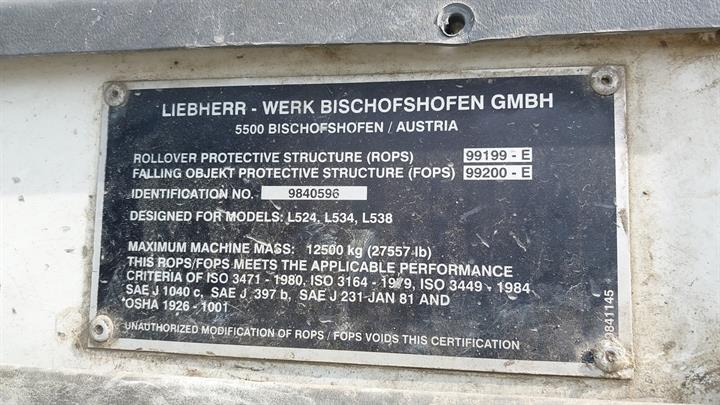 LIEBHERR - WERK BISCHOFSHOFEN GMBH
5500 BISCHOFSHOFEN / AUSTRIA
ROLLOVER PROTECTIVE STRUCTURE (ROPS) 99199 - E
FALLING OBJEKT PROTECTIVE STRUCTURE (FOPS) 99200 - E
IDENTIFICATION NO. 9840596
DESIGNED FOR MODELS: L524, L534, L538
MAXIMUM MACHINE MASS: 12500 kg (27557 lb)
THIS ROPS/FOPS MEETS THE APPLICABLE PERFORMANCE
CRITERIA OF ISO 3471 - 1980, ISO 3164 - 1979, ISO 3449 - 1984
SAE J 1040 c, SAE J 397 b, SAE J 231-JAN 81 AND
OSHA 1926 - 1001
UNAUTHORIZED MODIFICATION OF ROPS / FOPS VOIDS THIS CERTIFICATION
9841145